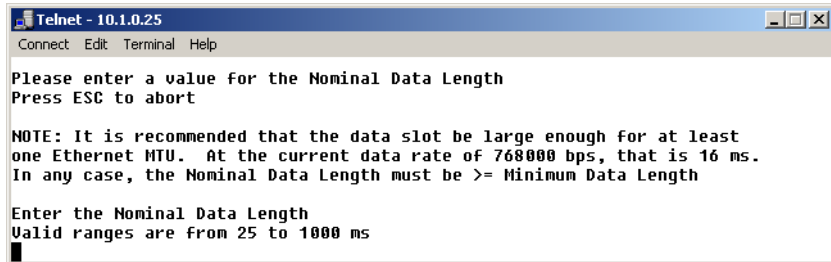 Telnet - 10.1.0.25
Connect Edit Terminal Help
Please enter a value for the Nominal Data Length
Press ESC to abort
NOTE: It is recommended that the data slot be large enough for at least
one Ethernet MTU. At the current data rate of 768000 bps, that is 16 ms.
In any case, the Nominal Data Length must be >= Minimum Data Length
Enter the Nominal Data Length
Valid ranges are from 25 to 1000 ms